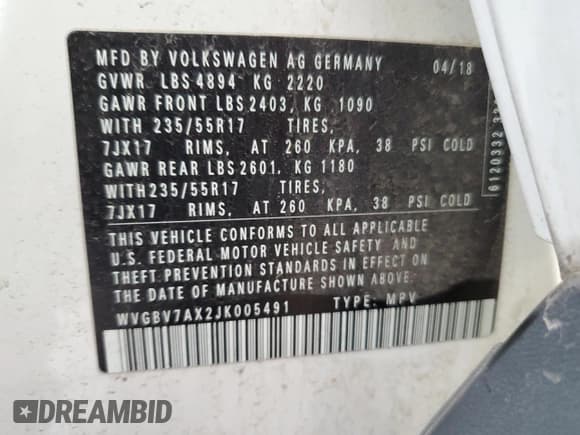 MFD BY VOLKSWAGEN AG GERMANY 04/18
GVWR LBS 4894 KG 2220
GAWR FRONT LBS 2403, KG 1090
WITH 235/55R17 TIRES,
7JX17 RIMS, AT 260 KPA, 38 PSI COLD
GAWR REAR LBS 2601, KG 1180
WITH 235/55R17 TIRES,
7JX17 RIMS, AT 260 KPA, 38 PSI COLD
THIS VEHICLE CONFORMS TO ALL APPLICABLE
U.S. FEDERAL MOTOR VEHICLE SAFETY AND
THEFT PREVENTION STANDARDS IN EFFECT ON
THE DATE OF MANUFACTURE SHOWN ABOVE.
WVGBV7AX2JK005491 TYPE: MPV
6120332
DREAMBID